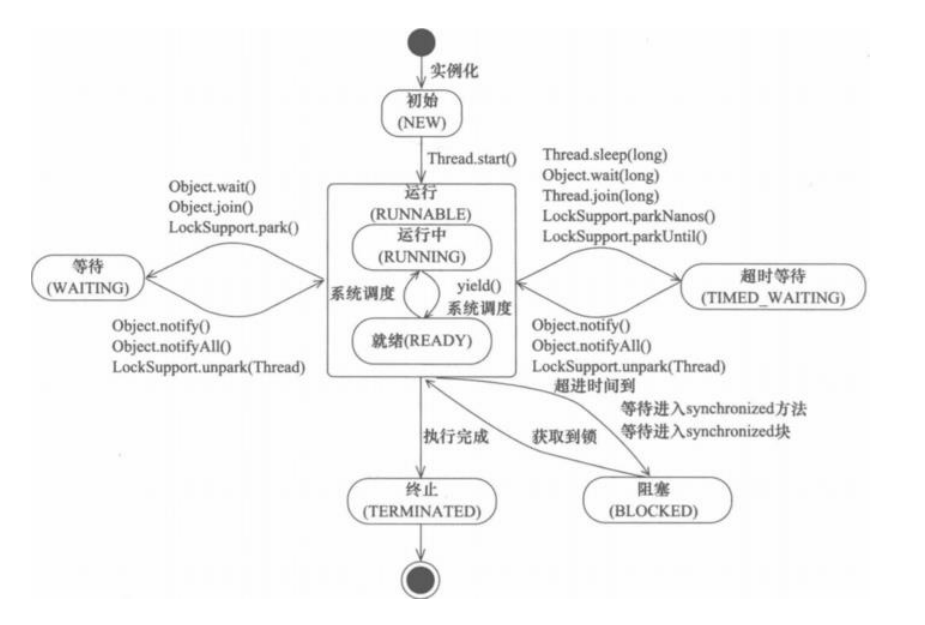 实例化
初始
(NEW)
Thread.start()
Thread.sleep(long)
Object.wait(long)
Thread.join(long)
LockSupport.parkNanos()
LockSupport.parkUntil()
Object.wait()
Object.join()
LockSupport.park()
运行
(RUNNABLE)
运行中
(RUNNING)
等待
(WAITING)
系统调度
yield()
系统调度
超时等待
(TIMED_WAITING)
就绪(READY)
Object.notify()
Object.notifyAll()
LockSupport.unpark(Thread)
Object.notify()
Object.notifyAll()
LockSupport.unpark(Thread)
超进时间到
等待进入synchronized方法
等待进入synchronized块
执行完成
获取到锁
终止
(TERMINATED)
阻塞
(BLOCKED)